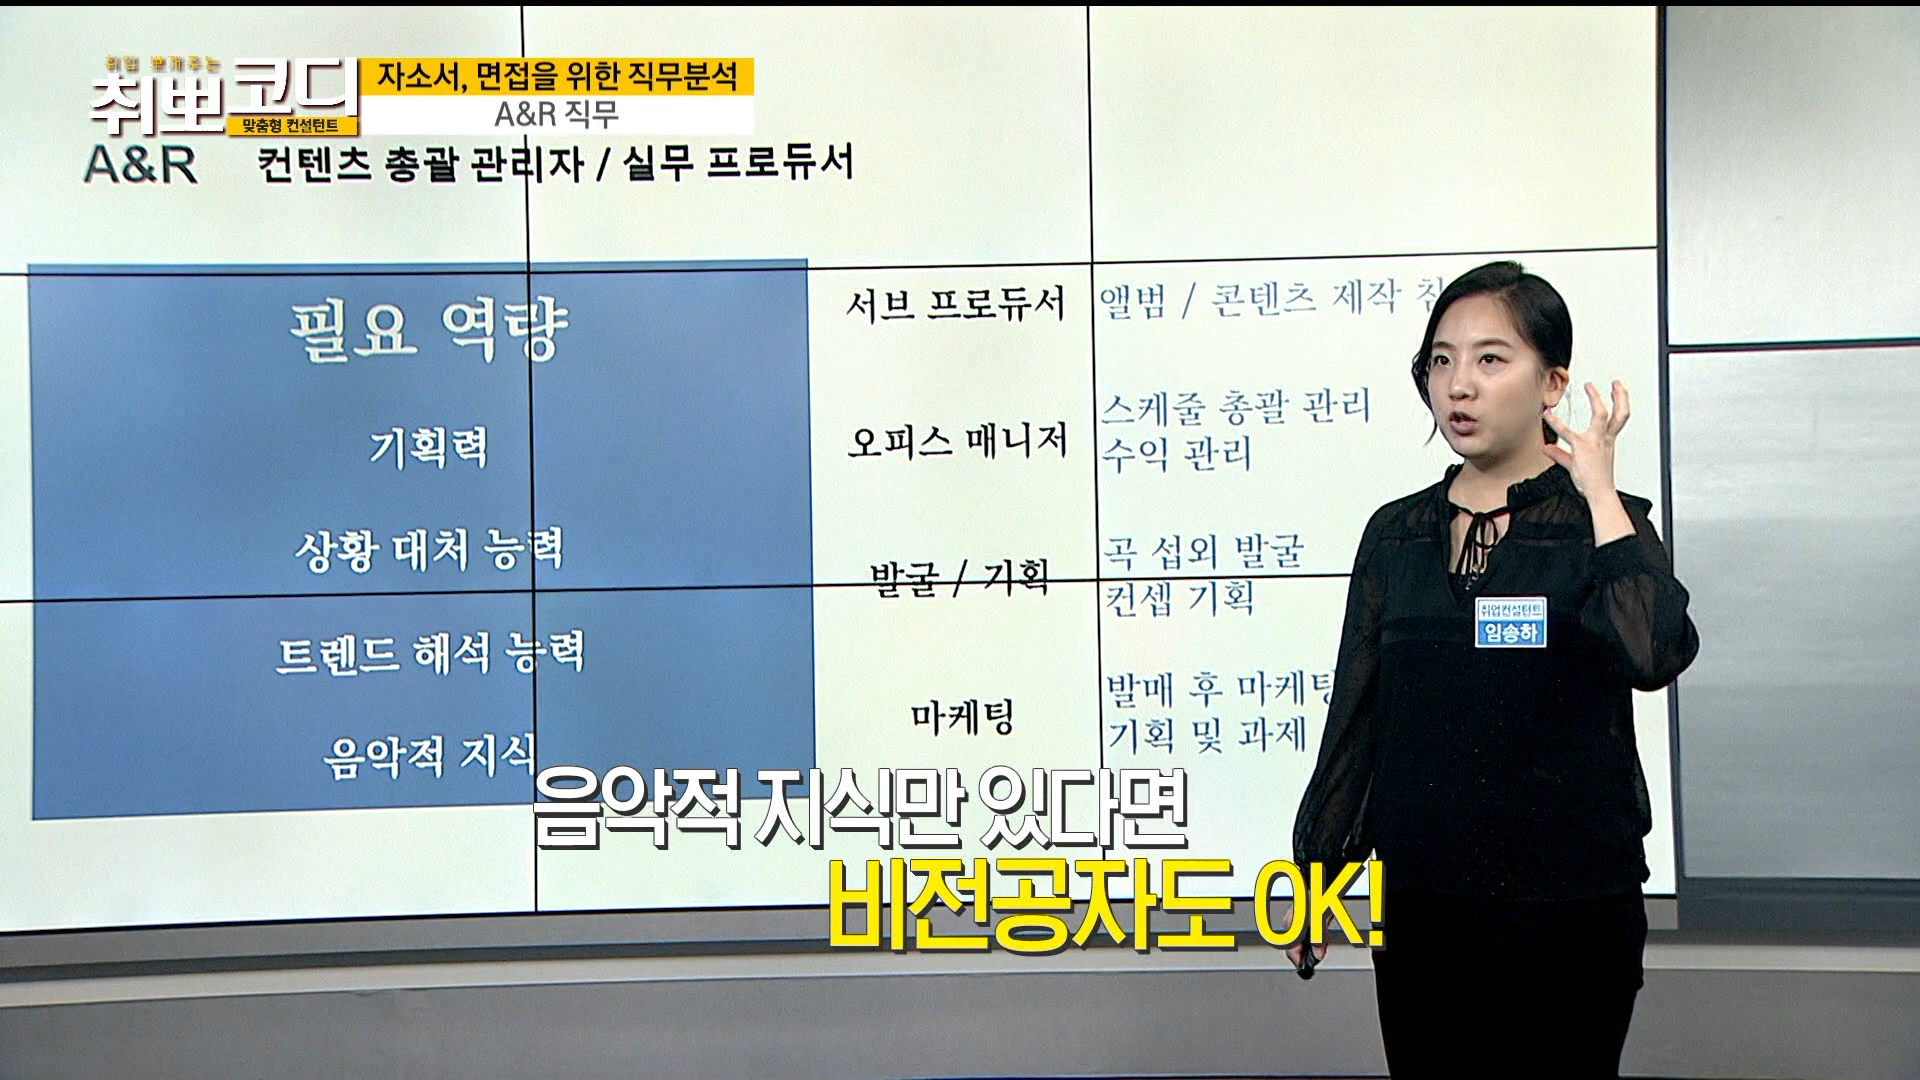 취업 뽀개주는
취뽀코디
맞춤형 컨설턴트
자소서, 면접을 위한 직무분석
A&R 직무
A&R 컨텐츠 총괄 관리자 / 실무 프로듀서
필요 역량
기획력
상황 대처 능력
트렌드 해석 능력
음악적 지식
서브 프로듀서 앨범 / 콘텐츠 제작
오피스 매니저 스케줄 총괄 관리
수익 관리
발굴 / 기획 곡 섭외 발굴
컨셉 기획
마케팅 발매 후 마케팅
기획 및 과제
취업컨설턴트
임송하
음악적 지식만 있다면
비전공자도 OK!